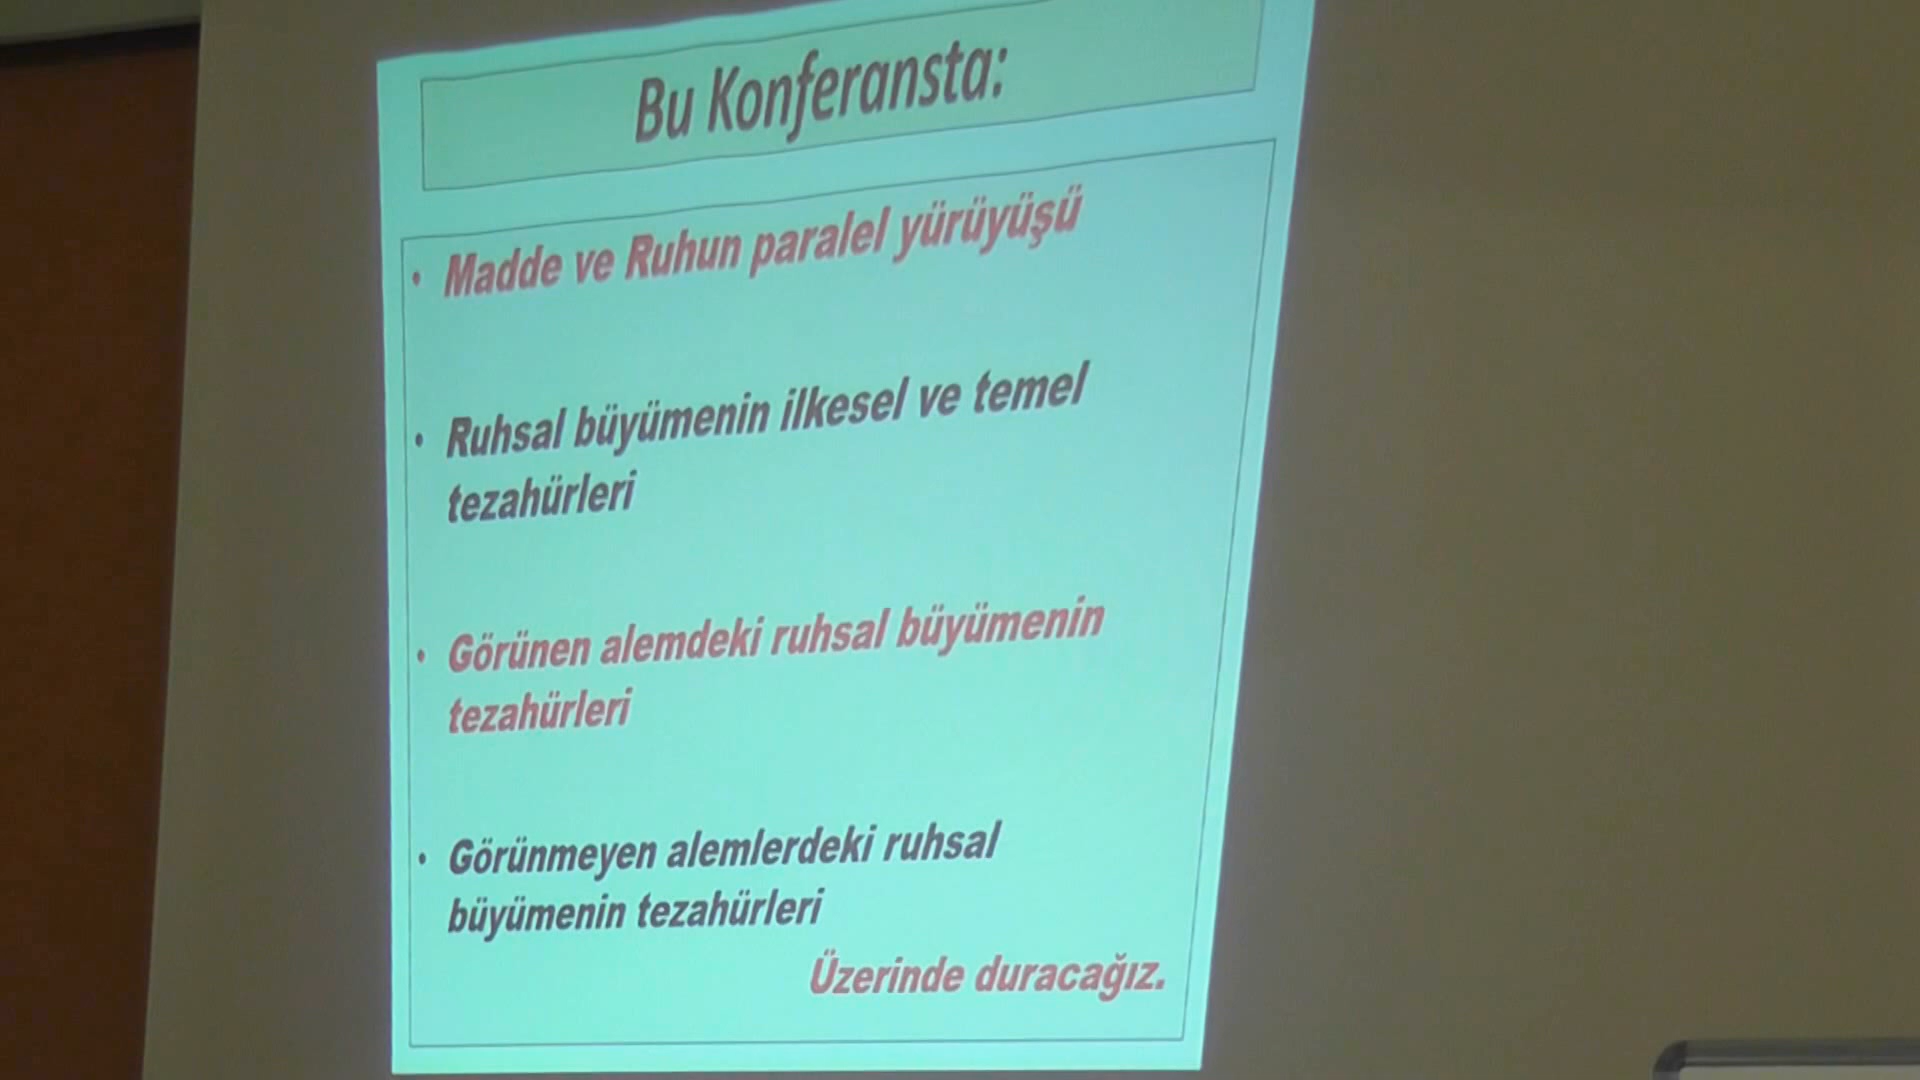 Bu Konferansta:
• Madde ve Ruhun paralel yürüyüşü
• Ruhsal büyümenin ilkesel ve temel
tezahürleri
• Görünen alemdeki ruhsal büyümenin
tezahürleri
• Görünmeyen alemlerdeki ruhsal
büyümenin tezahürleri
Üzerinde duracağız.